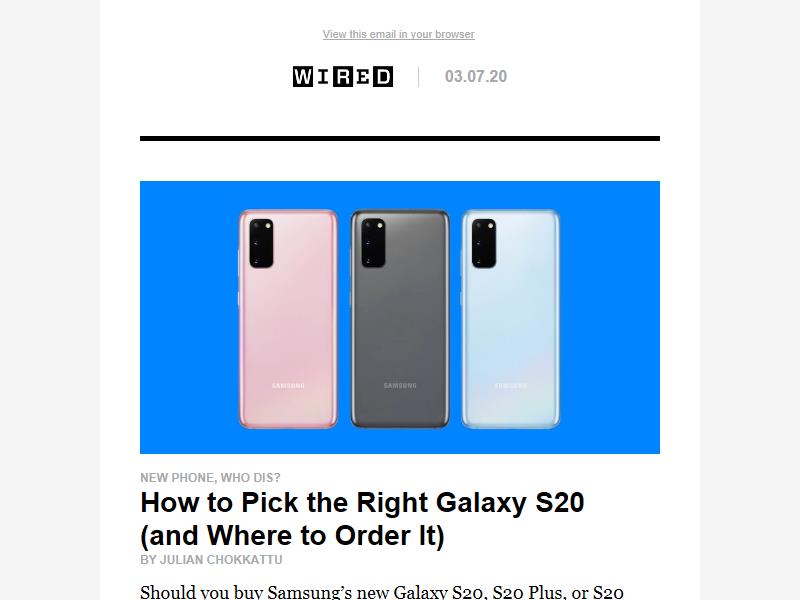 View this email in your browser
WIRED
03.07.20
SAMSUNG
SAMSUNG
SAMSUNG
NEW PHONE, WHO DIS?
How to Pick the Right Galaxy S20
(and Where to Order It)
BY JULIAN CHOKKATTU
Should you buy Samsung’s new Galaxy S20, S20 Plus, or S20